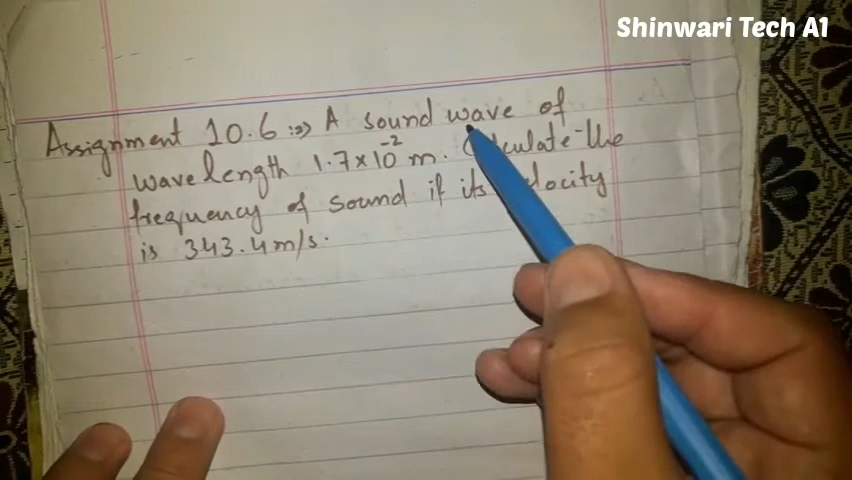 Shinwari Tech A1
Assignment 10.6 :=> A sound wave of
wavelength 1.7×10⁻² m. Calculate the
frequency of sound if its velocity
is 343.4 m/s.